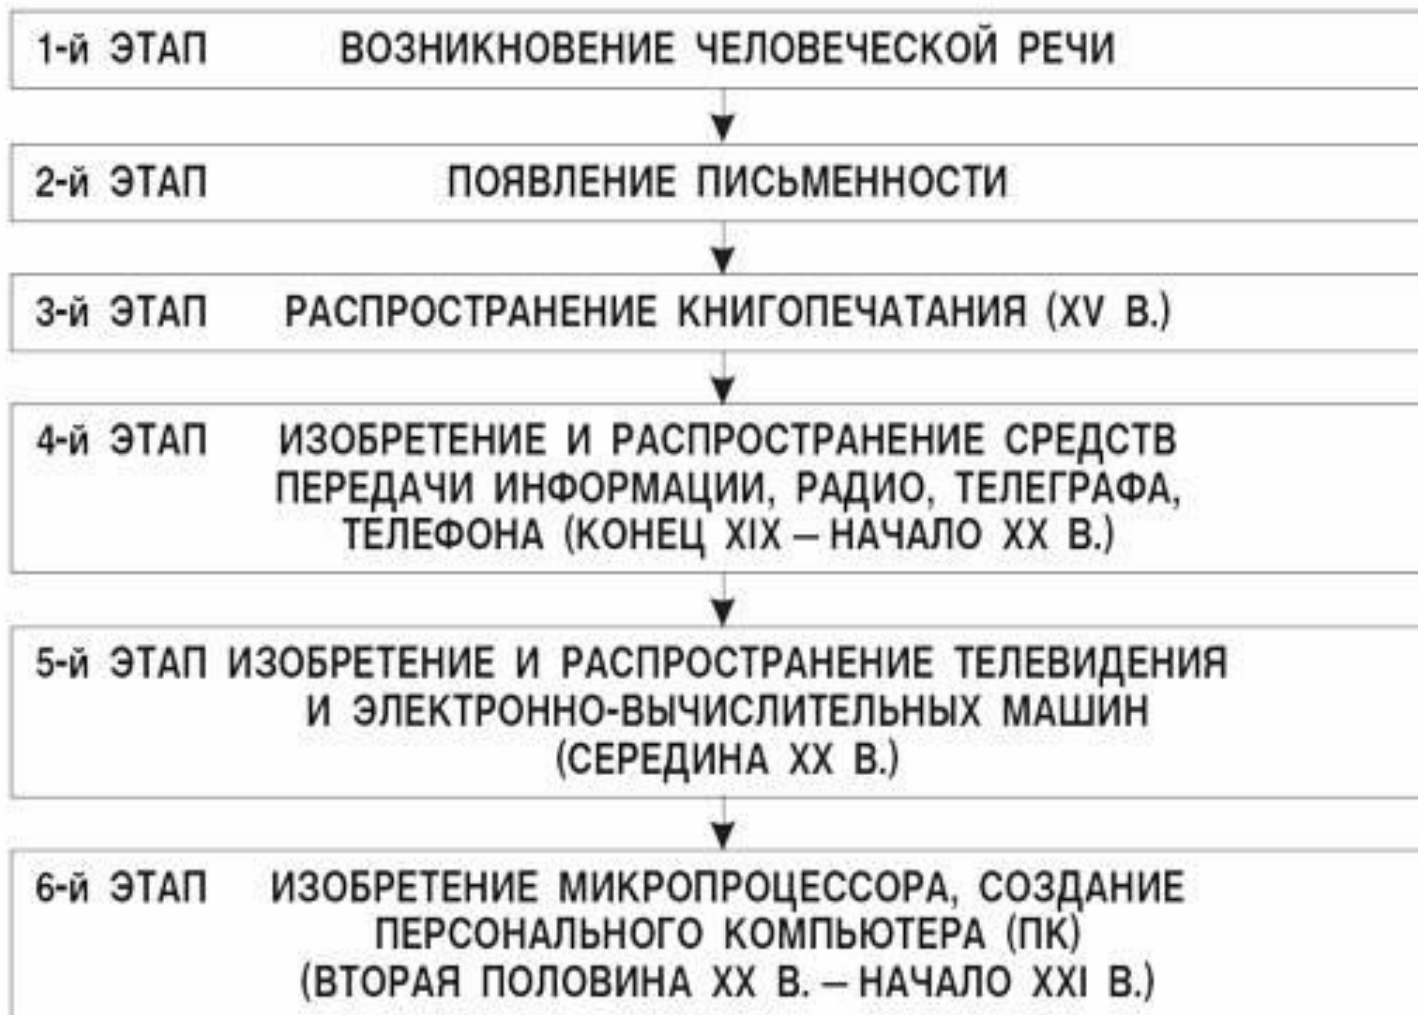 1-й ЭТАП ВОЗНИКНОВЕНИЕ ЧЕЛОВЕЧЕСКОЙ РЕЧИ
2-й ЭТАП ПОЯВЛЕНИЕ ПИСЬМЕННОСТИ
3-й ЭТАП РАСПРОСТРАНЕНИЕ КНИГОПЕЧАТАНИЯ (XV В.)
4-й ЭТАП ИЗОБРЕТЕНИЕ И РАСПРОСТРАНЕНИЕ СРЕДСТВ
ПЕРЕДАЧИ ИНФОРМАЦИИ, РАДИО, ТЕЛЕГРАФА,
ТЕЛЕФОНА (КОНЕЦ XIX – НАЧАЛО XX В.)
5-й ЭТАП ИЗОБРЕТЕНИЕ И РАСПРОСТРАНЕНИЕ ТЕЛЕВИДЕНИЯ
И ЭЛЕКТРОННО-ВЫЧИСЛИТЕЛЬНЫХ МАШИН
(СЕРЕДИНА XX В.)
6-й ЭТАП ИЗОБРЕТЕНИЕ МИКРОПРОЦЕССОРА, СОЗДАНИЕ
ПЕРСОНАЛЬНОГО КОМПЬЮТЕРА (ПК)
(ВТОРАЯ ПОЛОВИНА XX В. – НАЧАЛО XXI В.)